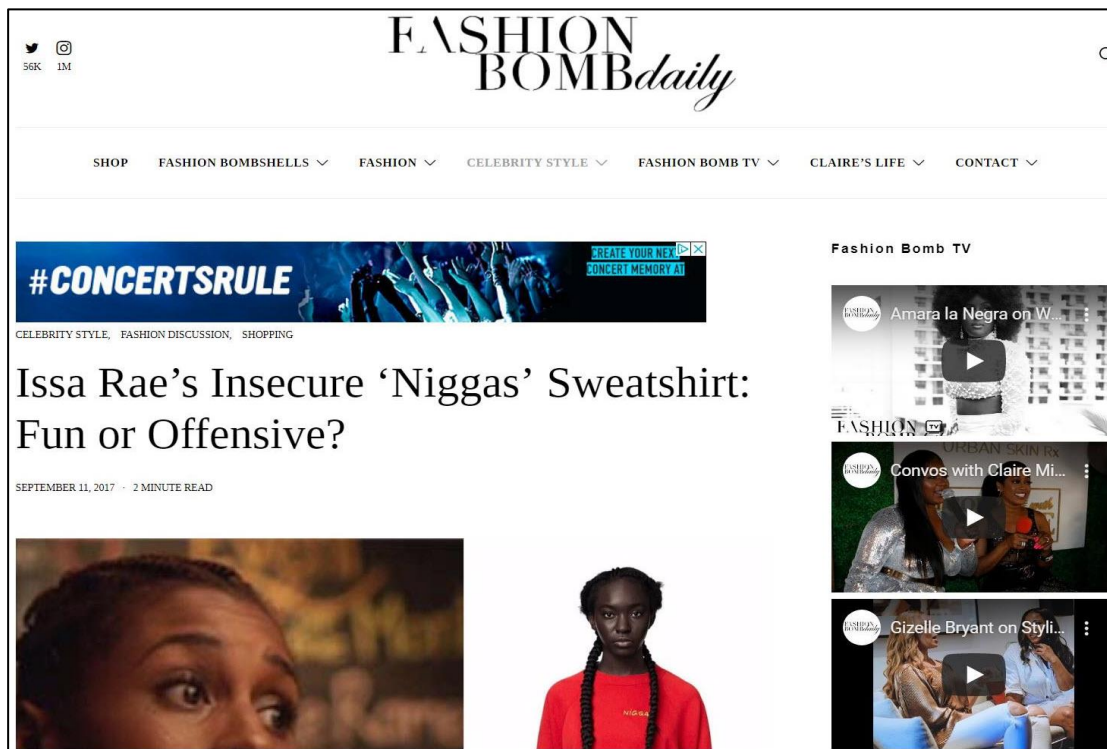 FASHION
BOMBdaily
56K 1M
SHOP FASHION BOMBSHELLS FASHION CELEBRITY STYLE FASHION BOMB TV CLAIRE'S LIFE CONTACT
#CONCERTSRULE
CREATE YOUR NEXT
CONCERT MEMORY AT
CELEBRITY STYLE, FASHION DISCUSSION, SHOPPING
Issa Rae’s Insecure ‘Niggas’ Sweatshirt:
Fun or Offensive?
SEPTEMBER 11, 2017 · 2 MINUTE READ
Fashion Bomb TV
Amara la Negra on W...
FASHION TV
URBAN SKIN Rx
Convos with Claire Mi...
Gizelle Bryant on Styli...